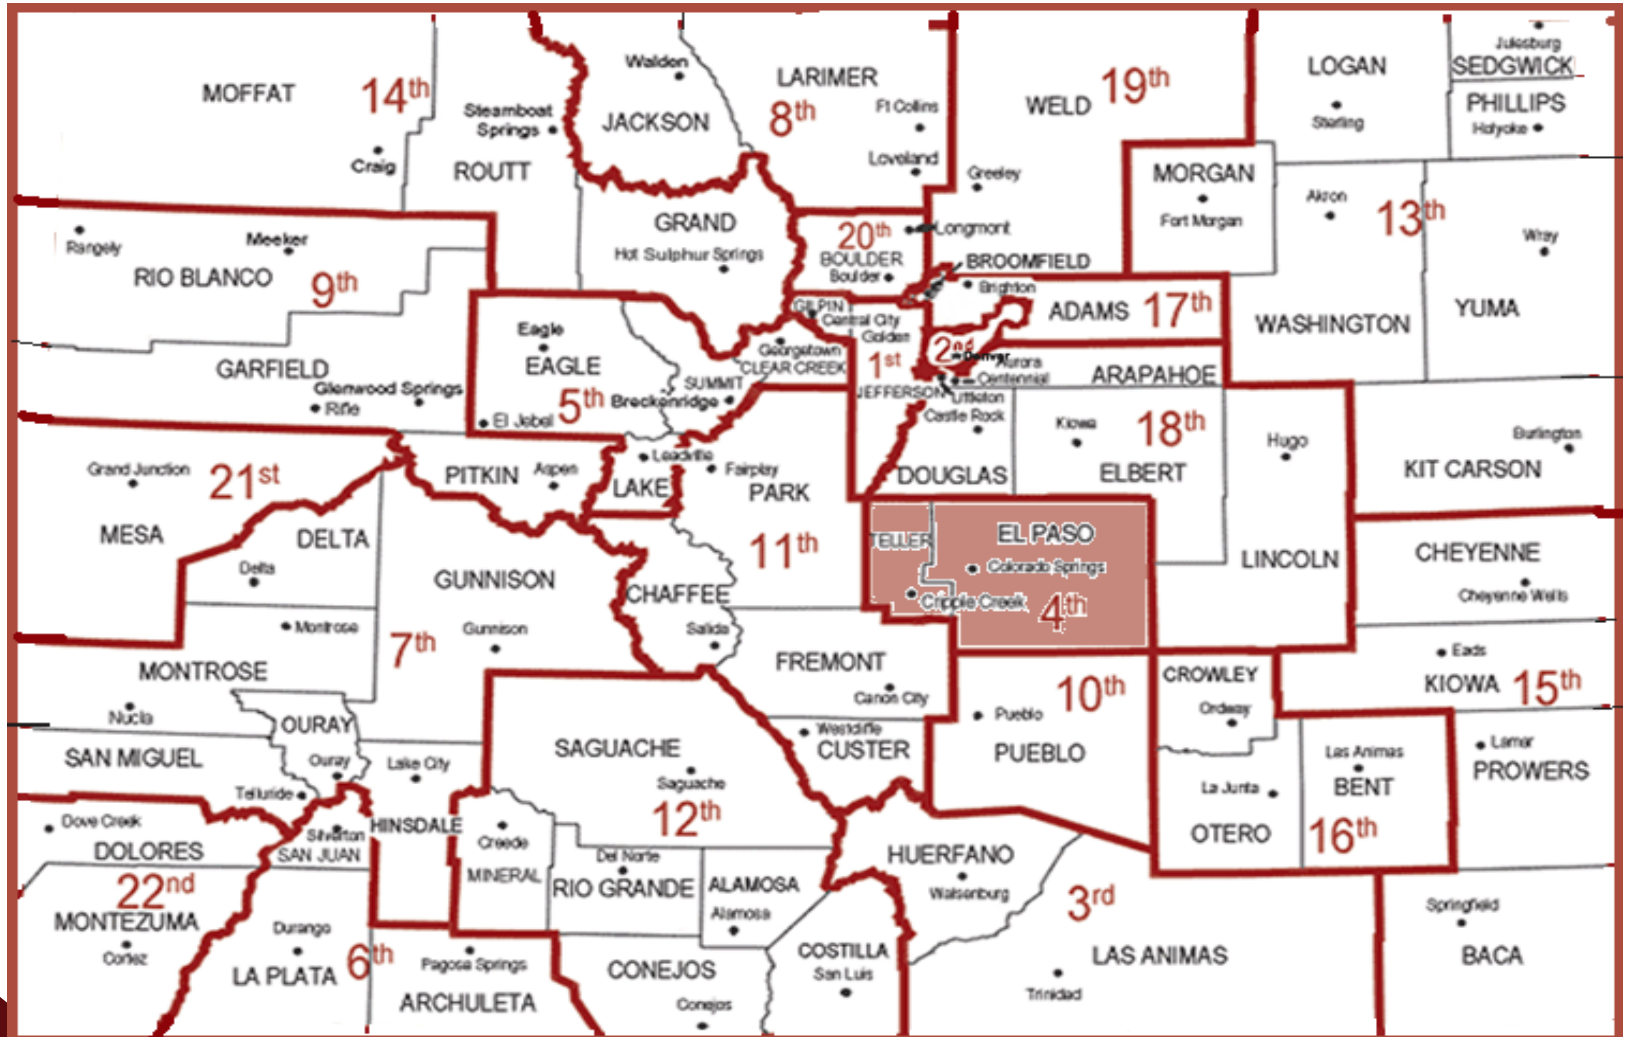 MOFFAT
14th
Craig
Steamboat
Springs
ROUTT
Walden
JACKSON
LARIMER
8th
Ft Collins
Loveland
WELD
19th
Greeley
LOGAN
Sterling
Julesburg
SEDGWICK
PHILLIPS
Holyoke
MORGAN
Fort Morgan
Akron
13th
Wray
WASHINGTON
YUMA
Rangely
Meeker
RIO BLANCO
9th
GRAND
Hot Sulphur Springs
20th
BOULDER
Boulder
Longmont
BROOMFIELD
Brighton
ADAMS
17th
GILPIN
Central City
Golden
1st
JEFFERSON
2nd
Denver
Aurora
Centennial
Littleton
ARAPAHOE
Georgetown
CLEAR CREEK
GARFIELD
Glenwood Springs
Rifle
Eagle
EAGLE
5th
El Jebel
SUMMIT
Breckenridge
Castle Rock
DOUGLAS
Kiowa
18th
ELBERT
Hugo
LINCOLN
Burlington
KIT CARSON
Grand Junction
21st
MESA
PITKIN
Aspen
Leadville
LAKE
Fairplay
PARK
11th
DELTA
Delta
GUNNISON
Gunnison
7th
CHAFFEE
Salida
TELLER
EL PASO
Colorado Springs
Cripple Creek
4th
CHEYENNE
Cheyenne Wells
Montrose
MONTROSE
Nucla
FREMONT
Canon City
10th
Pueblo
PUEBLO
CROWLEY
Ordway
Eads
KIOWA
15th
OURAY
Ouray
SAN MIGUEL
Telluride
Lake City
HINSDALE
SAGUACHE
Saguache
12th
Westcliffe
CUSTER
La Junta
OTERO
Las Animas
BENT
16th
Lamar
PROWERS
Dove Creek
DOLORES
Silverton
SAN JUAN
Creede
MINERAL
Del Norte
RIO GRANDE
ALAMOSA
Alamosa
HUERFANO
Walsenburg
3rd
22nd
MONTEZUMA
Cortez
Durango
LA PLATA
6th
Pagosa Springs
ARCHULETA
CONEJOS
Conejos
COSTILLA
San Luis
LAS ANIMAS
Trinidad
Springfield
BACA